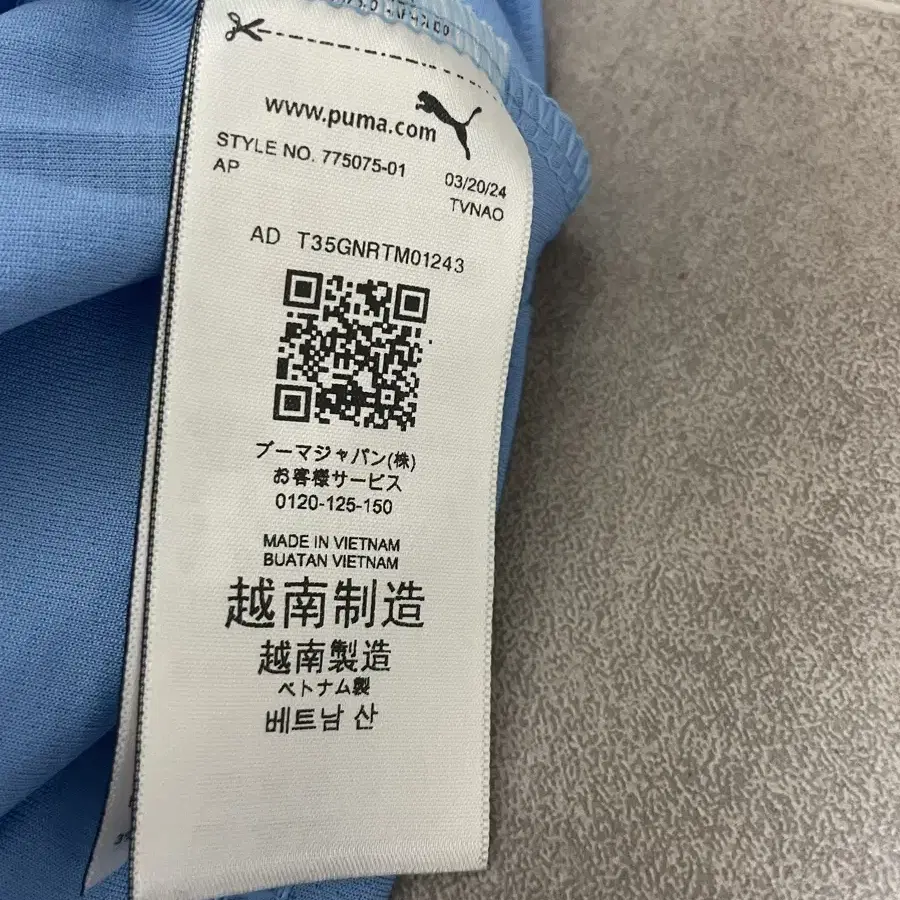 www.puma.com
STYLE NO. 775075-01
AP
03/20/24
TVNAO
AD T35GNRTM01243
プーマジャパン(株)
お客様サービス
0120-125-150
MADE IN VIETNAM
BUATAN VIETNAM
越南制造
越南製造
ベトナム製
베트남 산